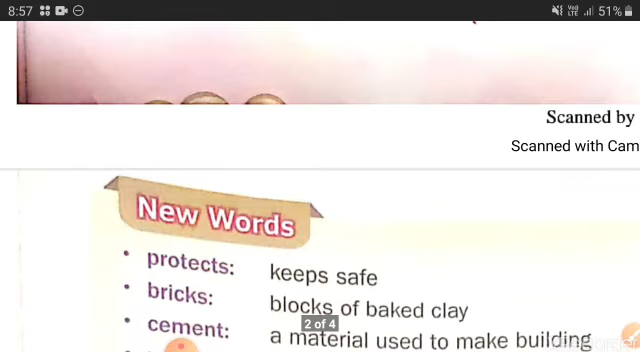 8:57 51%
Scanned by
Scanned with Cam
New Words
• protects: keeps safe
• bricks: blocks of baked clay
2 of 4
• cement: a material used to make building